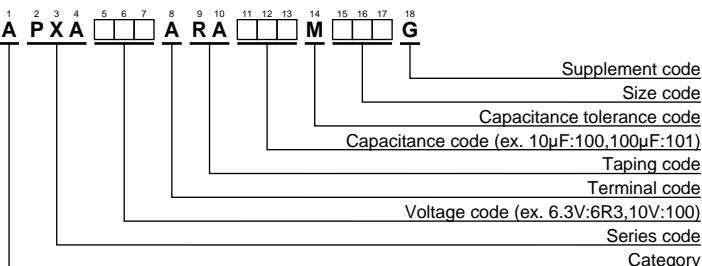 1 2 3 4 5 6 7 8 9 10 11 12 13 14 15 16 17 18
A P X A □□□ A R A □□□ M □□□ G
Supplement code
Size code
Capacitance tolerance code
Capacitance code (ex. 10µF:100,100µF:101)
Taping code
Terminal code
Voltage code (ex. 6.3V:6R3,10V:100)
Series code
Category